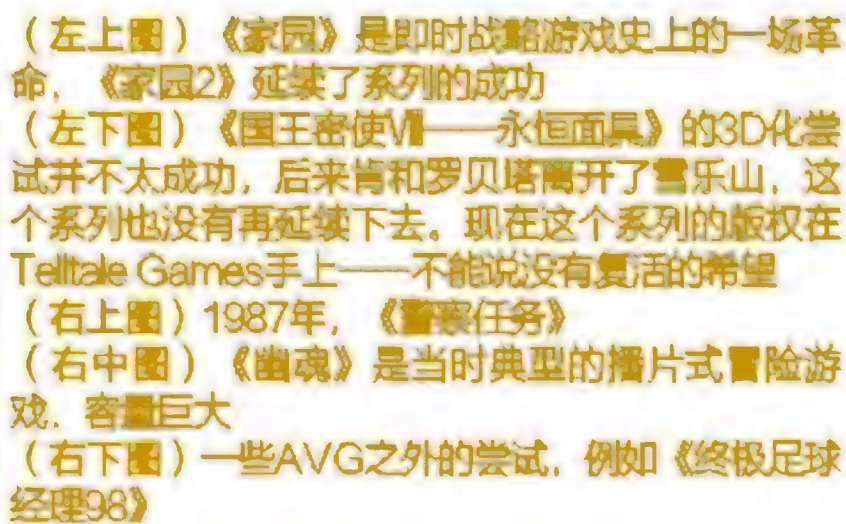 （左上图）《家园》是即时战略游戏史上的一场革
命，《家园2》延续了系列的成功
（左下图）《国王密使Ⅷ——永恒面具》的3D化尝
试并不太成功，后来肯和罗贝塔离开了雪乐山，这
个系列也没有再延续下去。现在这个系列的版权在
Telltale Games手上——不能说没有复活的希望
（右上图）1987年，《警察任务》
（右中图）《幽魂》是当时典型的播片式冒险游
戏，容量巨大
（右下图）一些AVG之外的尝试，例如《终极足球
经理98》